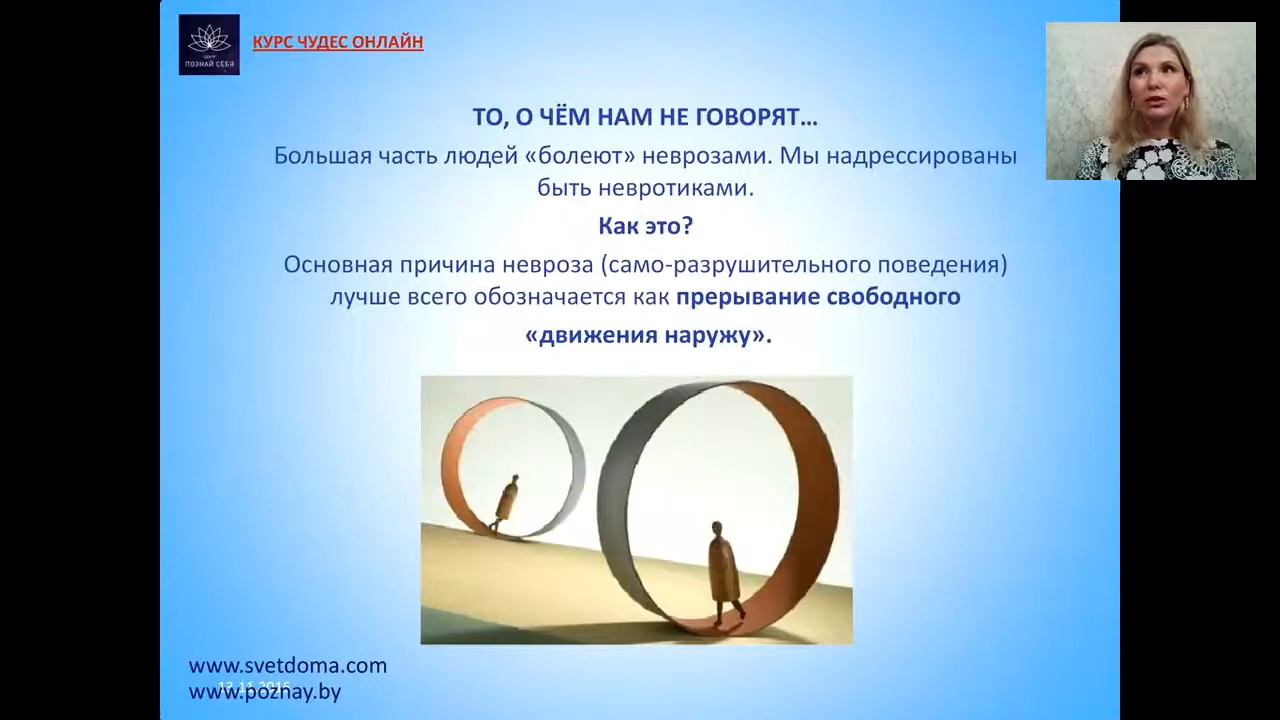 ЦЕНТР
ПОЗНАЙ СЕБЯ
КУРС ЧУДЕС ОНЛАЙН
ТО, О ЧЁМ НАМ НЕ ГОВОРЯТ…
Большая часть людей «болеют» неврозами. Мы надрессированы
быть невротиками.
Как это?
Основная причина невроза (само-разрушительного поведения)
лучше всего обозначается как прерывание свободного
«движения наружу».
www.svetdoma.com
www.poznay.by